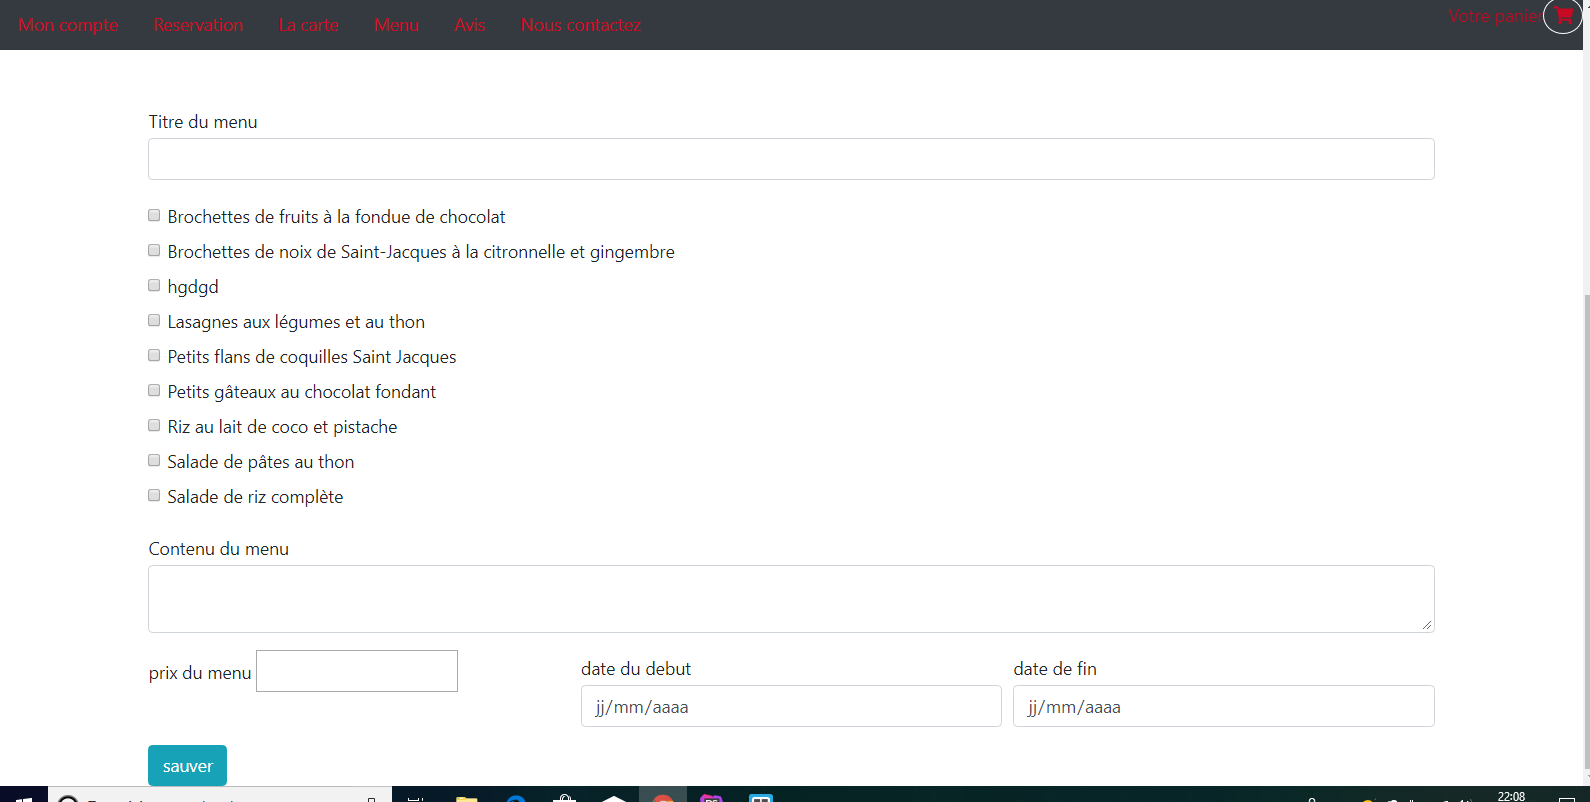 Mon compte Reservation La carte Menu Avis Nous contactez Votre panier
Titre du menu
Brochettes de fruits à la fondue de chocolat
Brochettes de noix de Saint-Jacques à la citronnelle et gingembre
hgdgd
Lasagnes aux légumes et au thon
Petits flans de coquilles Saint Jacques
Petits gâteaux au chocolat fondant
Riz au lait de coco et pistache
Salade de pâtes au thon
Salade de riz complète
Contenu du menu
prix du menu date du debut date de fin
jj/mm/aaaa jj/mm/aaaa
sauver
22:08